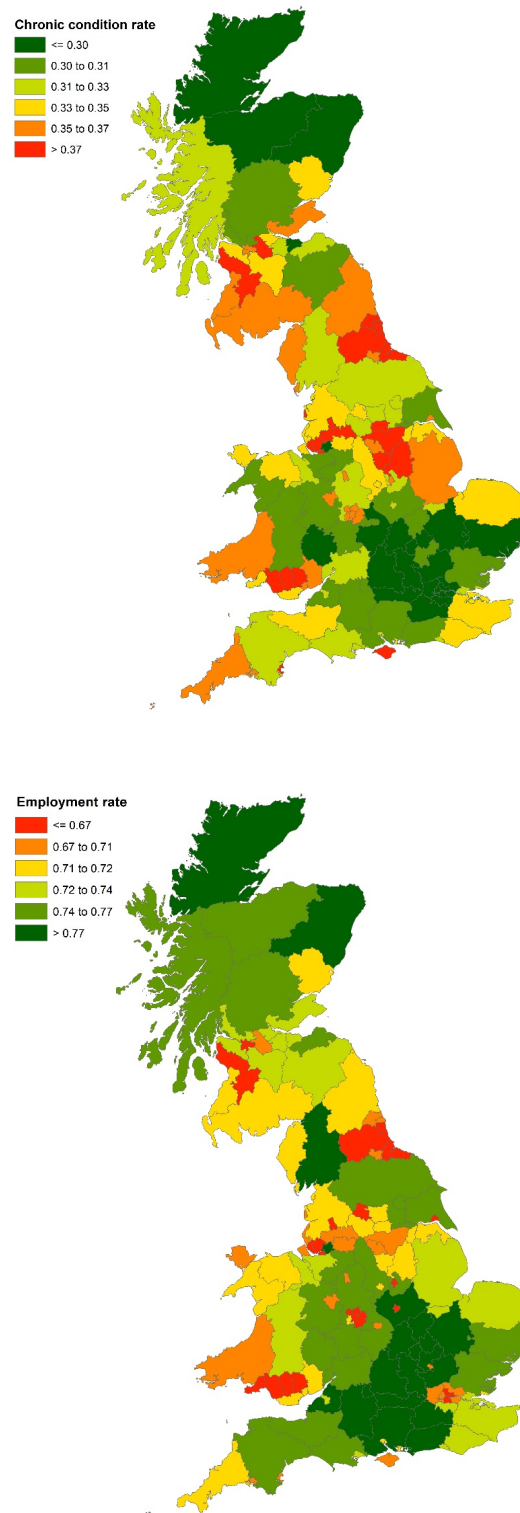 Chronic condition rate
<= 0.30
0.30 to 0.31
0.31 to 0.33
0.33 to 0.35
0.35 to 0.37
> 0.37
Employment rate
<= 0.67
0.67 to 0.71
0.71 to 0.72
0.72 to 0.74
0.74 to 0.77
> 0.77